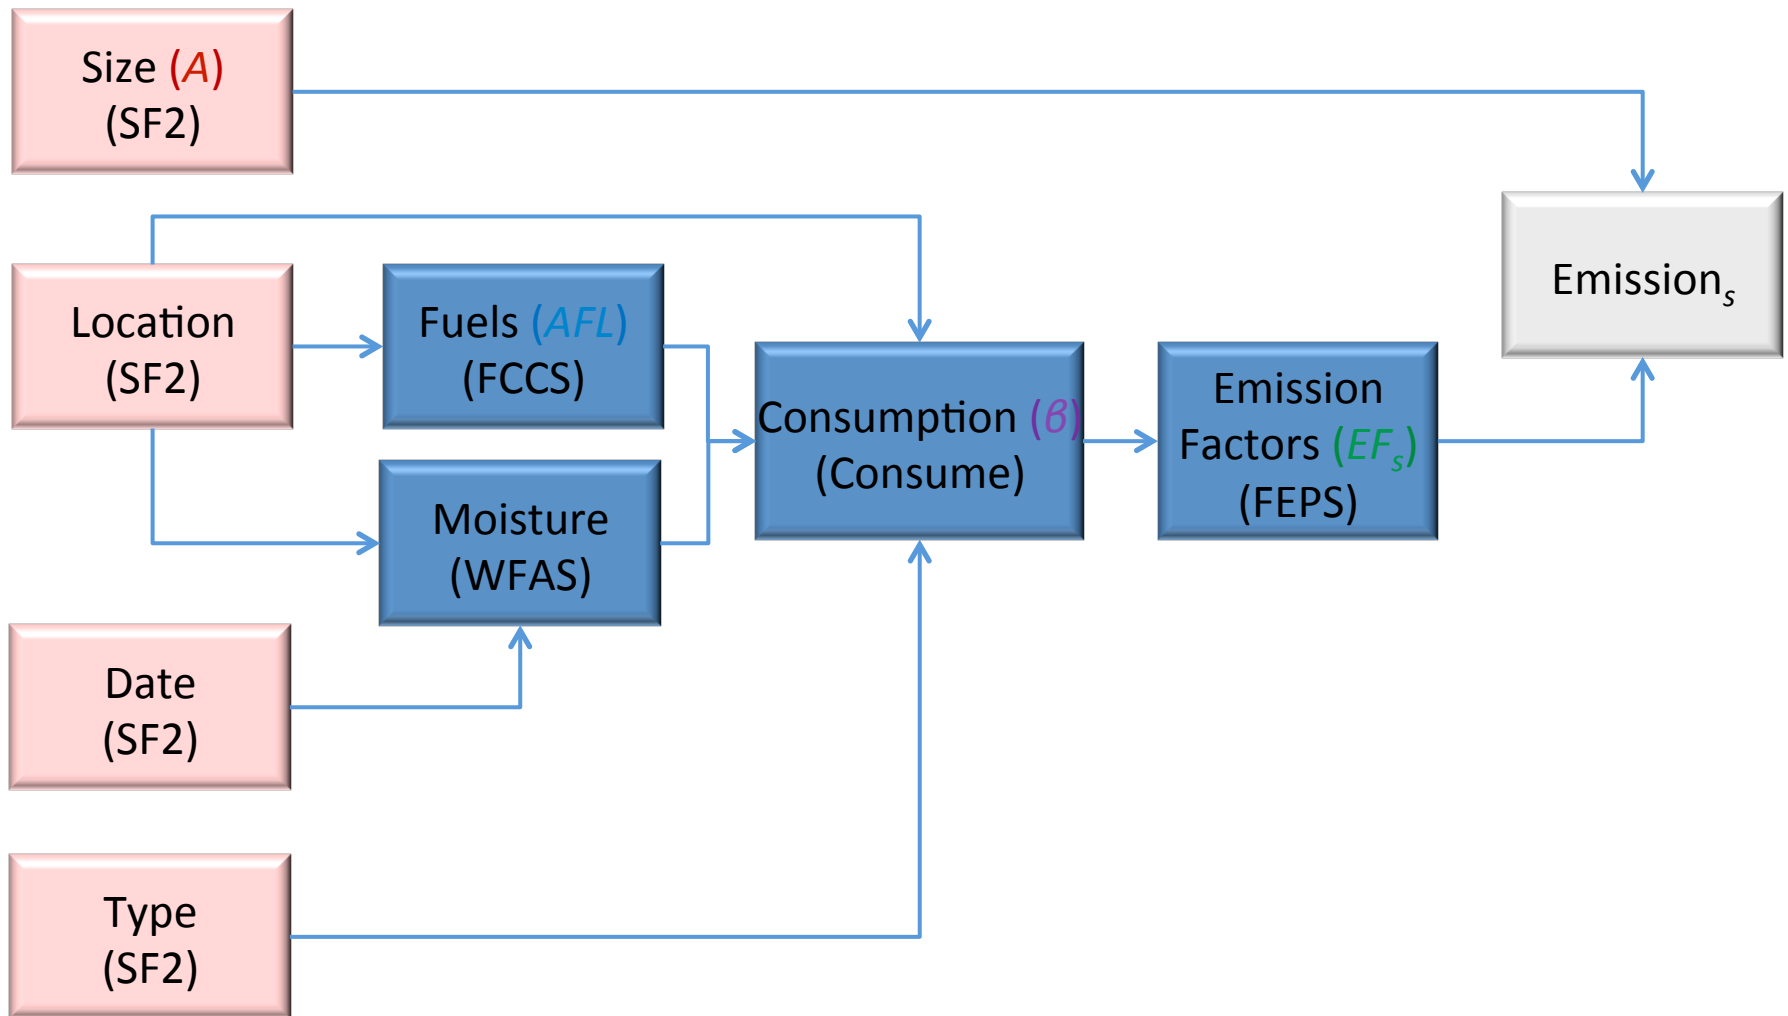 Size (A)
(SF2)
Location
(SF2)
Fuels (AFL)
(FCCS)
Moisture
(WFAS)
Date
(SF2)
Type
(SF2)
Consumption (β)
(Consume)
Emission
Factors (EFs)
(FEPS)
Emissions